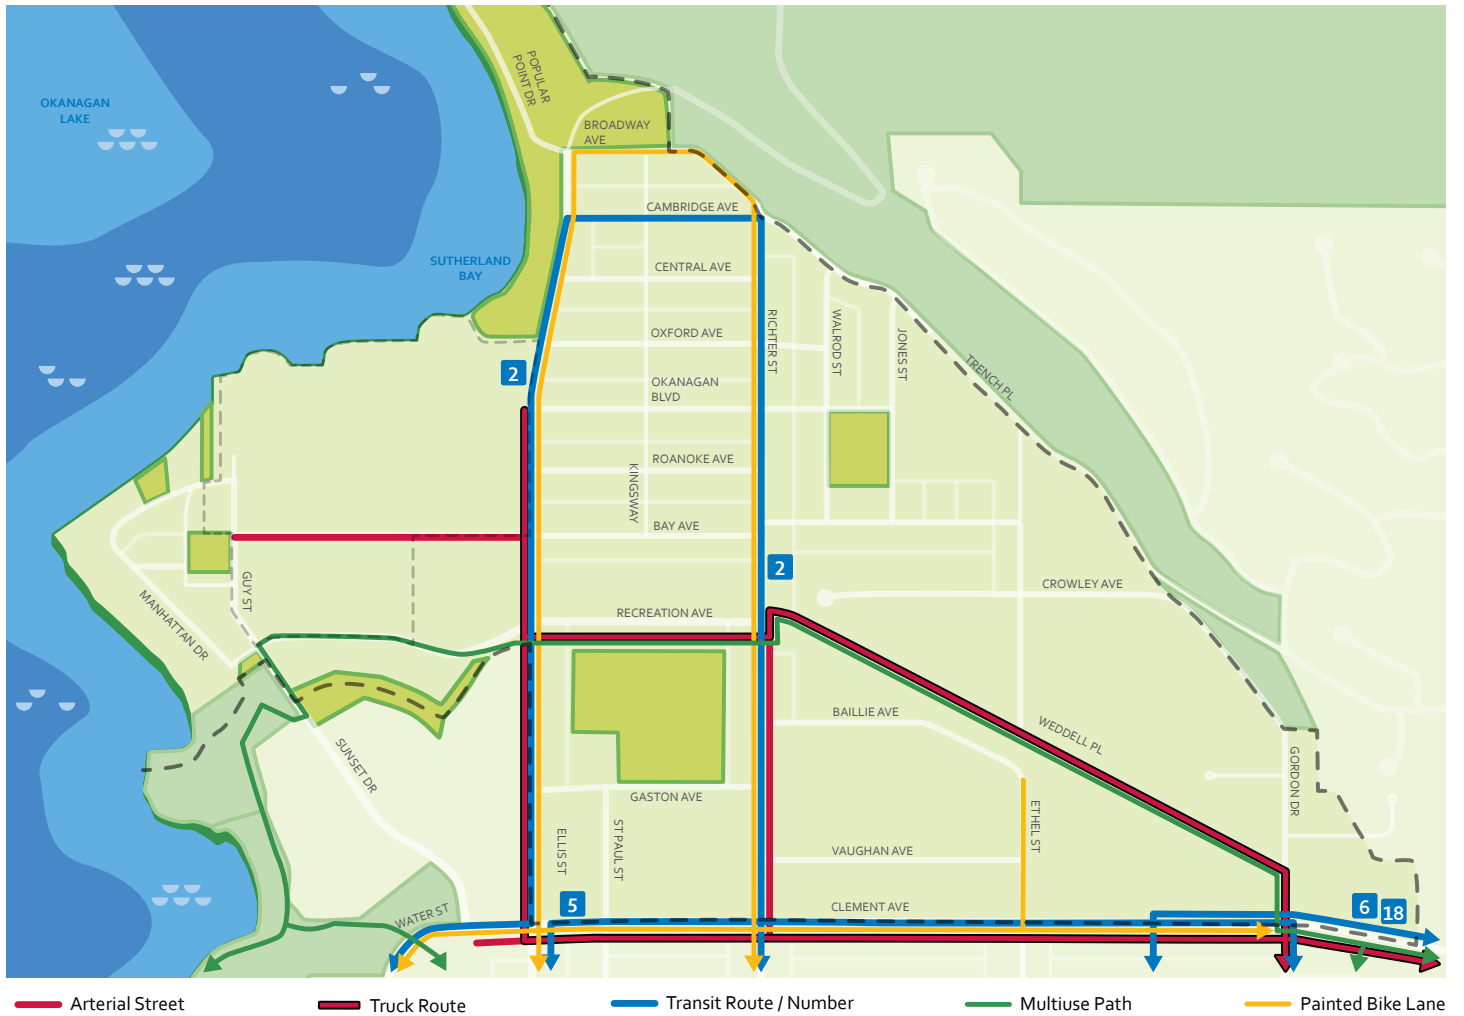 POPULAR
POINT DR
OKANAGAN
LAKE
BROADWAY
AVE
CAMBRIDGE AVE
SUTHERLAND
BAY
CENTRAL AVE
OXFORD AVE
RICHTER ST
WALROD ST
JONES ST
TRENCH PL
2
OKANAGAN
BLVD
ROANOKE AVE
KINGSWAY
BAY AVE
2
CROWLEY AVE
GUY ST
MANHATTAN DR
RECREATION AVE
BAILLIE AVE
WEDDELL PL
SUNSET DR
GORDON DR
GASTON AVE
ELLIS ST
ST PAUL ST
ETHEL ST
VAUGHAN AVE
5
CLEMENT AVE
6
18
WATER ST
Arterial Street
Truck Route
Transit Route / Number
Multiuse Path
Painted Bike Lane